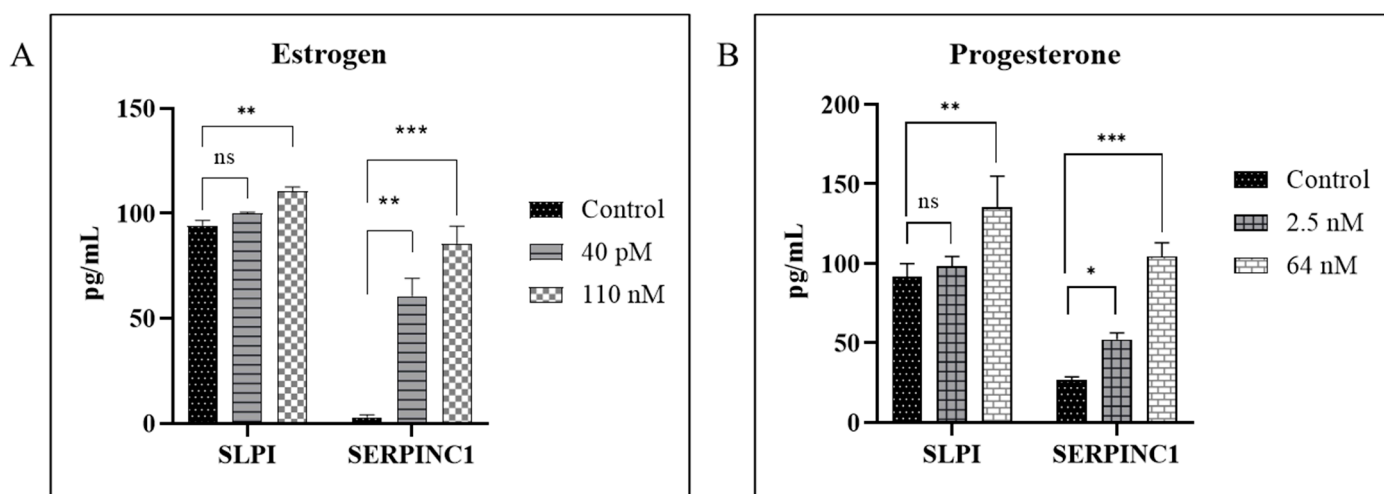 A
Estrogen
150
100
50
0
pg/mL
**
ns
***
**
SLPI
SERPINC1
Control
40 pM
110 nM
B
Progesterone
200
150
100
50
0
pg/mL
**
ns
***
*
SLPI
SERPINC1
Control
2.5 nM
64 nM